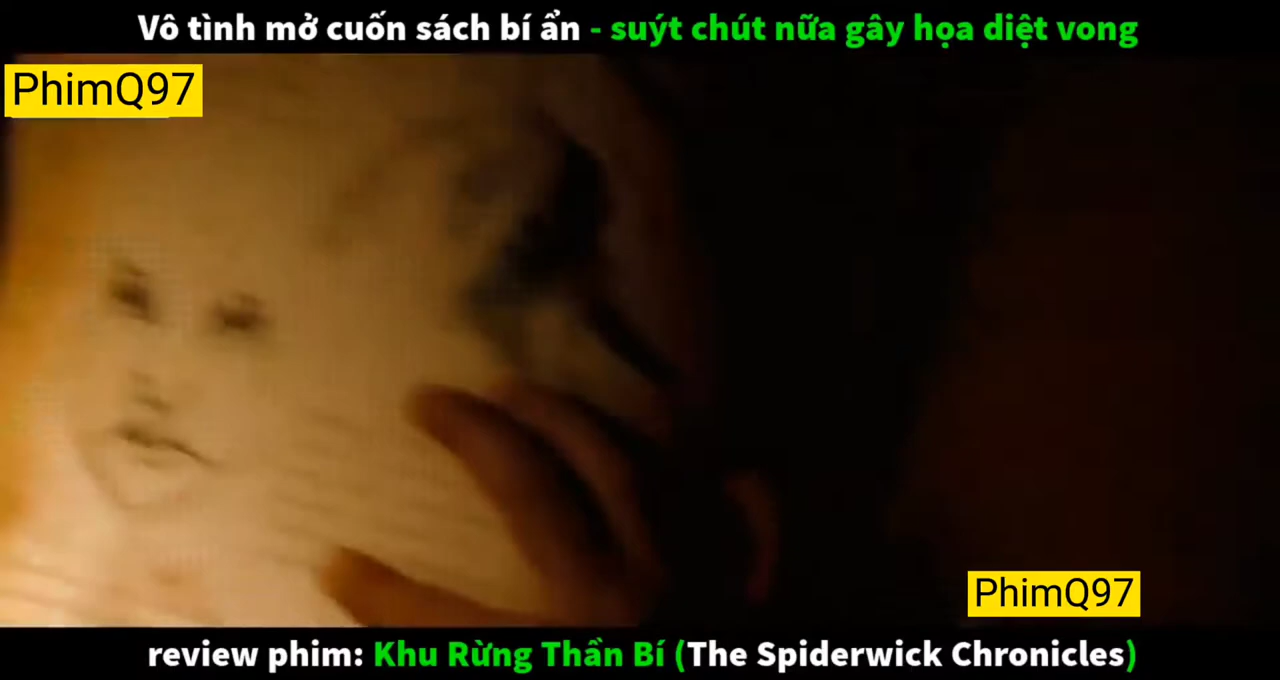 Vô tình mở cuốn sách bí ẩn - suýt chút nữa gây họa diệt vong
PhimQ97
PhimQ97
review phim: Khu Rừng Thần Bí (The Spiderwick Chronicles)